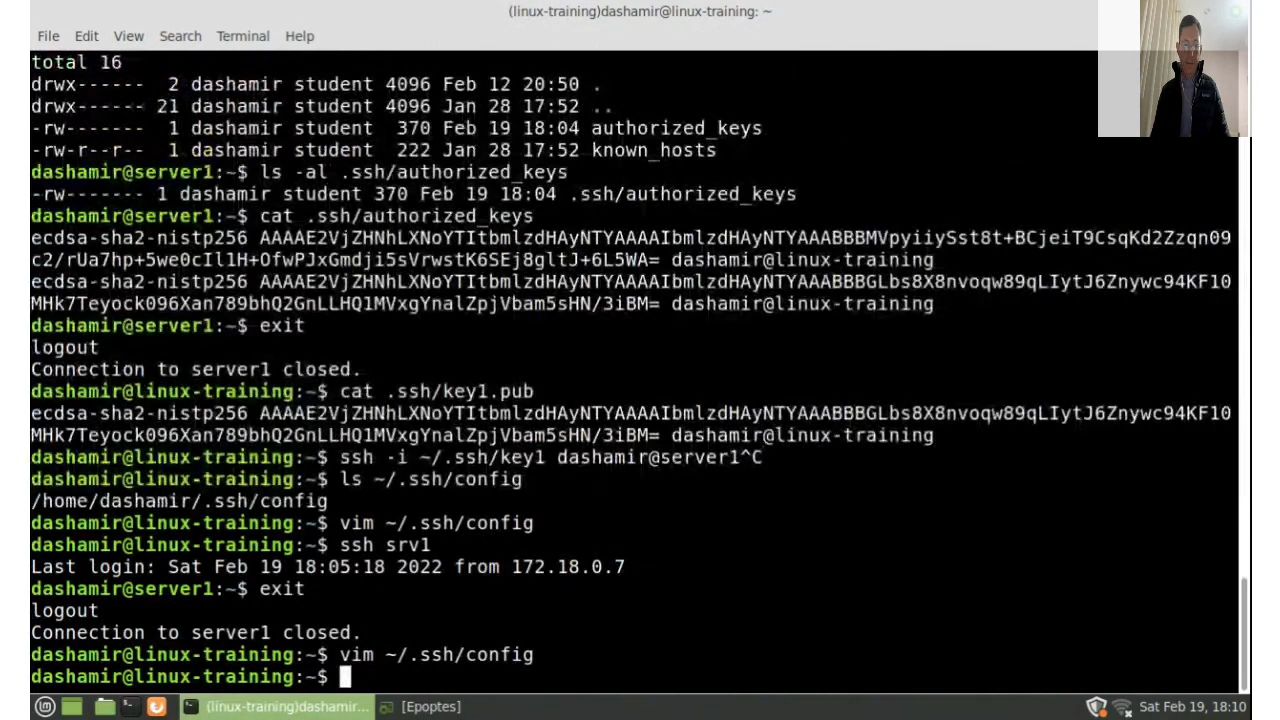 (linux-training)dashamir@linux-training: ~
File Edit View Search Terminal Help
total 16
drwx------  2 dashamir student 4096 Feb 12 20:50 .
drwx------ 21 dashamir student 4096 Jan 28 17:52 ..
-rw-------  1 dashamir student  370 Feb 19 18:04 authorized_keys
-rw-r--r--  1 dashamir student  222 Jan 28 17:52 known_hosts
dashamir@server1:~$ ls -al .ssh/authorized_keys
-rw------- 1 dashamir student 370 Feb 19 18:04 .ssh/authorized_keys
dashamir@server1:~$ cat .ssh/authorized_keys
ecdsa-sha2-nistp256 AAAAE2VjZHNhLXNoYTItbmlzdHAyNTYAAAAIbmlzdHAyNTYAAABBBMVpyiiySst8t+BCjeiT9CsqKd2Zzqn09
c2/rUa7hp+5we0cIl1H+OfwPJxGmdji5sVrwstK6SEj8gltJ+6L5WA= dashamir@linux-training
ecdsa-sha2-nistp256 AAAAE2VjZHNhLXNoYTItbmlzdHAyNTYAAAAIbmlzdHAyNTYAAABBBGLbs8X8nvoqw89qLIytJ6Znywc94KF10
MHk7Teyock096Xan789bhQ2GnLLHQ1MVxgYnalZpjVbam5sHN/3iBM= dashamir@linux-training
dashamir@server1:~$ exit
logout
Connection to server1 closed.
dashamir@linux-training:~$ cat .ssh/key1.pub
ecdsa-sha2-nistp256 AAAAE2VjZHNhLXNoYTItbmlzdHAyNTYAAAAIbmlzdHAyNTYAAABBBGLbs8X8nvoqw89qLIytJ6Znywc94KF10
MHk7Teyock096Xan789bhQ2GnLLHQ1MVxgYnalZpjVbam5sHN/3iBM= dashamir@linux-training
dashamir@linux-training:~$ ssh -i ~/.ssh/key1 dashamir@server1^C
dashamir@linux-training:~$ ls ~/.ssh/config
/home/dashamir/.ssh/config
dashamir@linux-training:~$ vim ~/.ssh/config
dashamir@linux-training:~$ ssh srv1
Last login: Sat Feb 19 18:05:18 2022 from 172.18.0.7
dashamir@server1:~$ exit
logout
Connection to server1 closed.
dashamir@linux-training:~$ vim ~/.ssh/config
dashamir@linux-training:~$
(linux-training)dashamir... [Epoptes] Sat Feb 19, 18:10